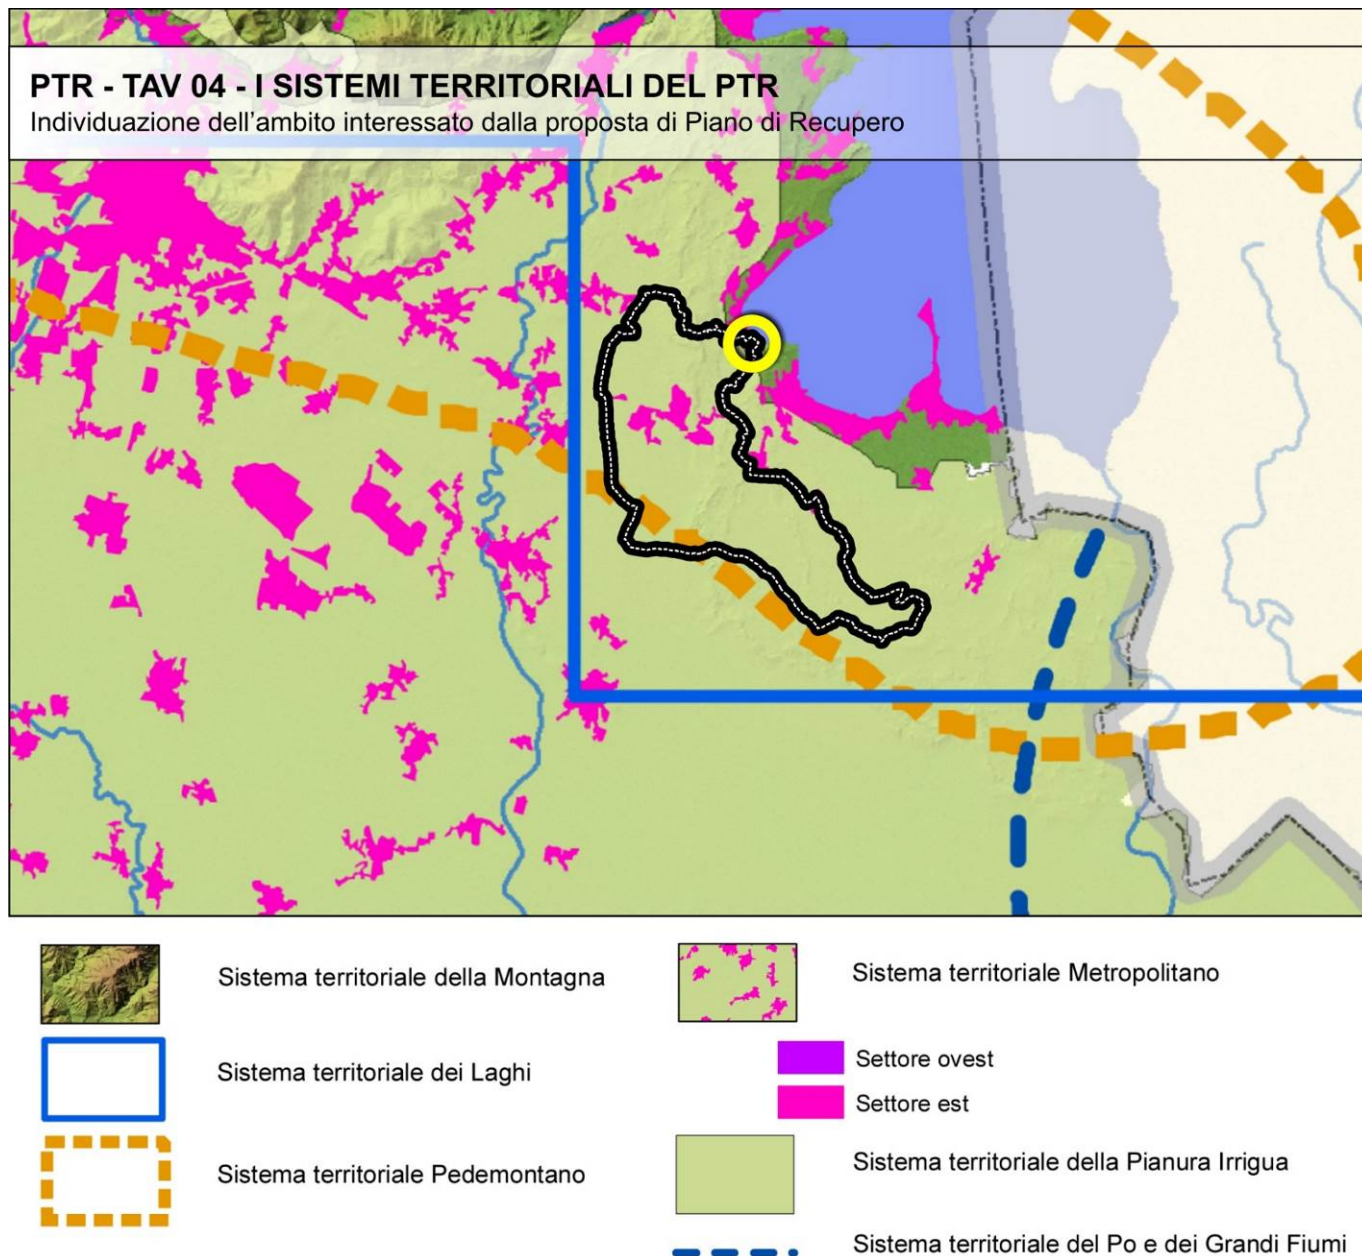 PTR - TAV 04 - I SISTEMI TERRITORIALI DEL PTR
Individuazione dell'ambito interessato dalla proposta di Piano di Recupero
Sistema territoriale della Montagna
Sistema territoriale dei Laghi
Sistema territoriale Pedemontano
Sistema territoriale Metropolitano
Settore ovest
Settore est
Sistema territoriale della Pianura Irrigua
Sistema territoriale del Po e dei Grandi Fiumi